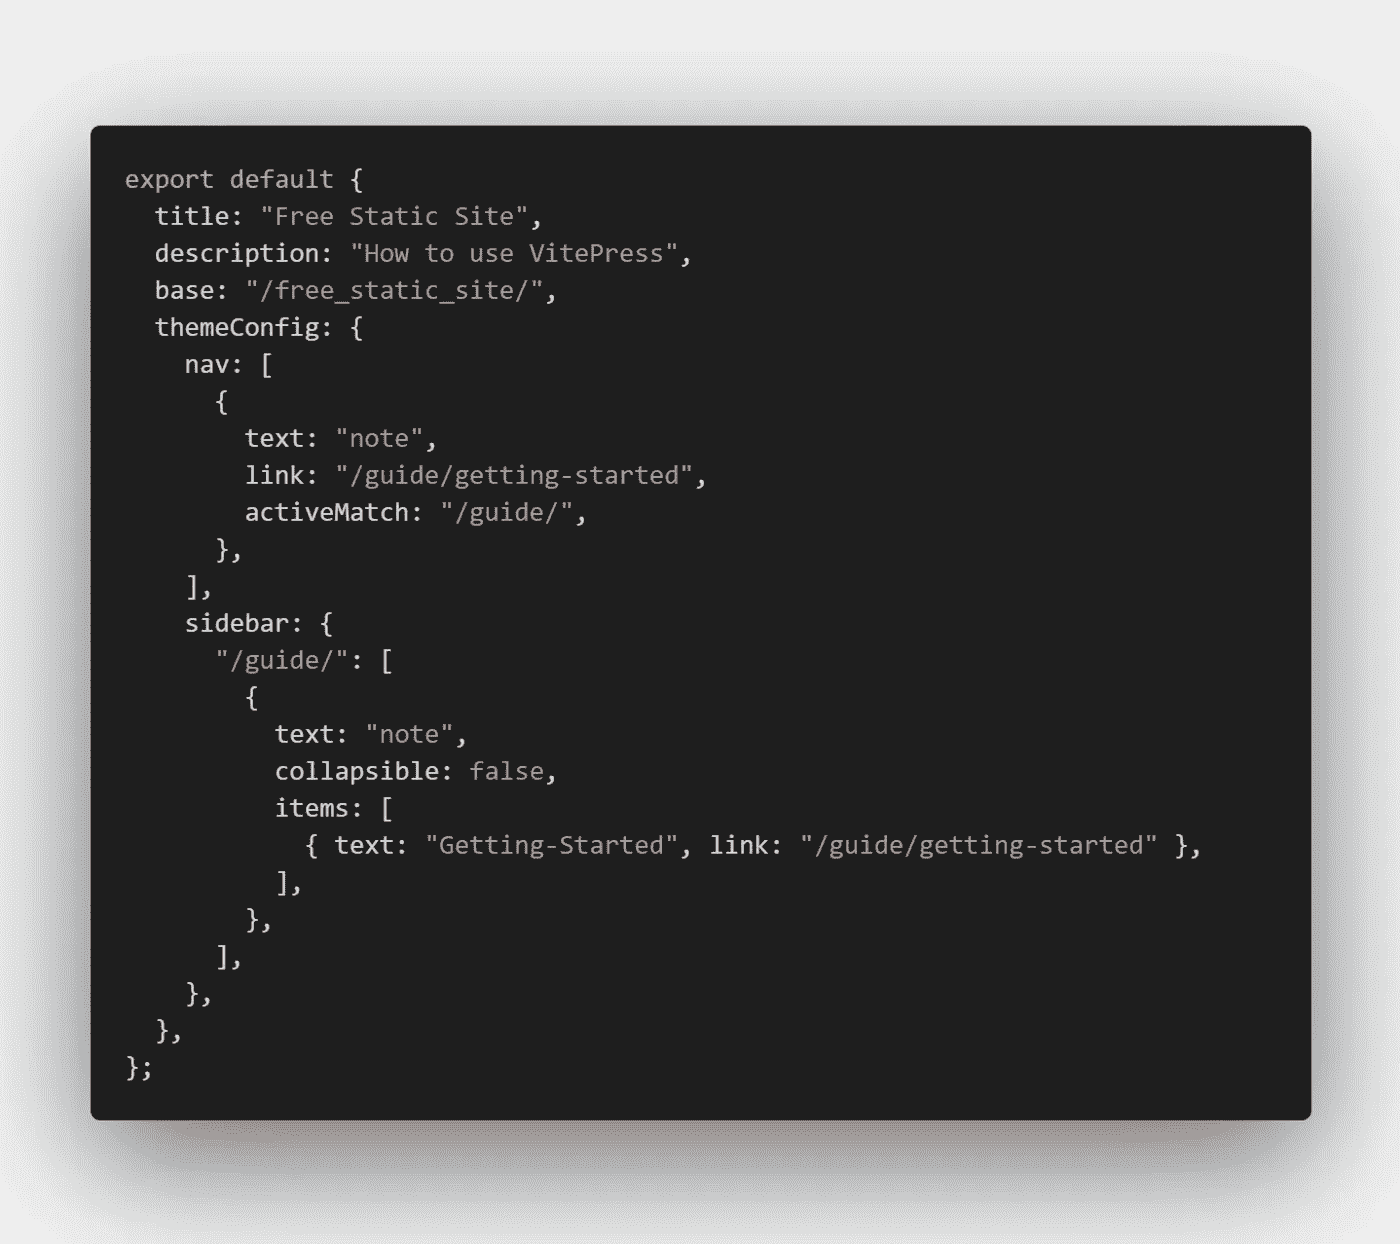 export default {
  title: "Free Static Site",
  description: "How to use VitePress",
  base: "/free_static_site/",
  themeConfig: {
    nav: [
      {
        text: "note",
        link: "/guide/getting-started",
        activeMatch: "/guide/",
      },
    ],
    sidebar: {
      "/guide/": [
        {
          text: "note",
          collapsible: false,
          items: [
            { text: "Getting-Started", link: "/guide/getting-started" },
          ],
        },
      ],
    },
  },
};